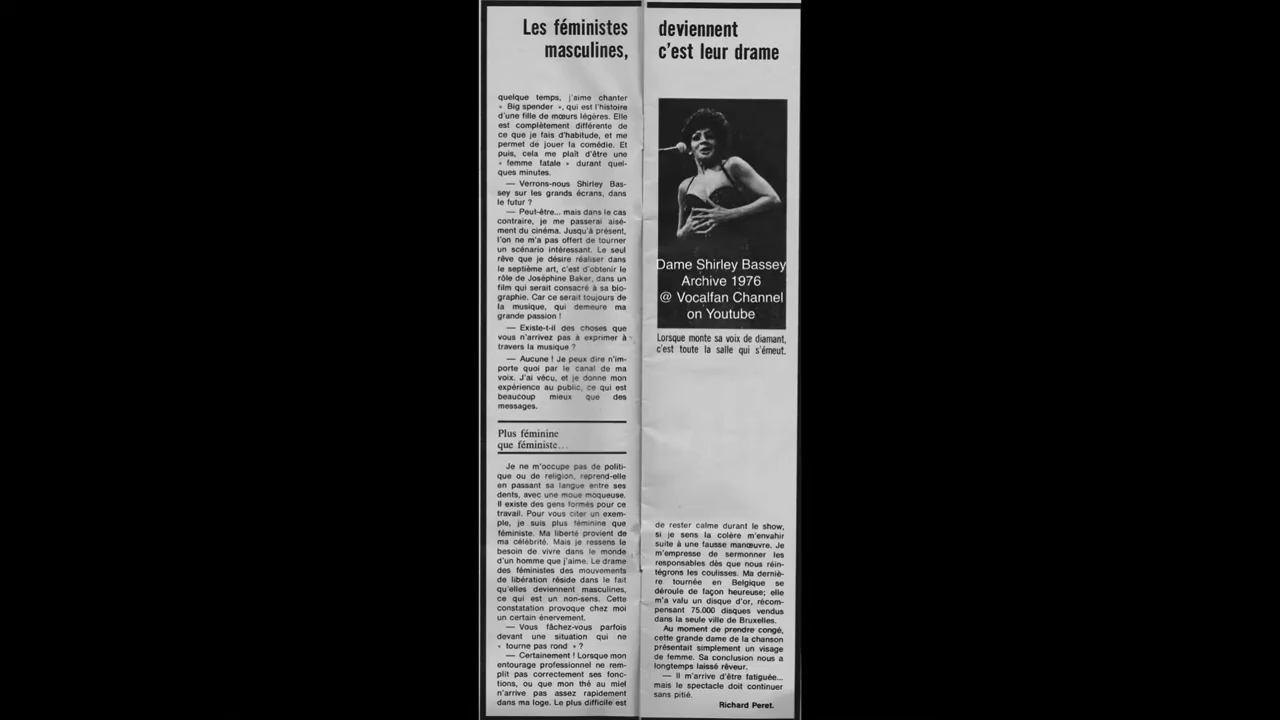 Les féministes deviennent
masculines, c'est leur drame
quelque temps, j'aime chanter
« Big spender », qui est l'histoire
d'une fille de mœurs légères. Elle
est complètement différente de
ce que je fais d'habitude, et me
permet de jouer la comédie. Et
puis, cela me plaît d'être une
« femme fatale » durant quel-
ques minutes.
— Verrons-nous Shirley Bas-
sey sur les grands écrans, dans
le futur ?
— Peut-être... mais dans le cas
contraire, je me passerai aisé-
ment du cinéma. Jusqu'à présent,
l'on ne m'a pas offert de tourner
un scénario intéressant. Le seul
rêve que je désire réaliser dans
le septième art, c'est d'obtenir le
rôle de Joséphine Baker, dans un
film qui serait consacré à sa bio-
graphie. Car ce serait toujours de
la musique, qui demeure ma
grande passion !
— Existe-t-il des choses que
vous n'arrivez pas à exprimer à
travers la musique ?
— Aucune ! Je peux dire n'im-
porte quoi par le canal de ma
voix. J'ai vécu, et je donne mon
expérience au public, ce qui est
beaucoup mieux que des
messages.
Plus féminine
que féministe...
Je ne m'occupe pas de politi-
que ou de religion, reprend-elle
en passant sa langue entre ses
dents, avec une moue moqueuse.
Il existe des gens formés pour ce
travail. Pour vous citer un exem-
ple, je suis plus féminine que
féministe. Ma liberté provient de
ma célébrité. Mais je ressens le
besoin de vivre dans le monde
d'un homme que j'aime. Le drame
des féministes des mouvements
de libération réside dans le fait
qu'elles deviennent masculines,
ce qui est un non-sens. Cette
constatation provoque chez moi
un certain énervement.
— Vous fâchez-vous parfois
devant une situation qui ne
« tourne pas rond » ?
— Certainement ! Lorsque mon
entourage professionnel ne rem-
plit pas correctement ses fonc-
tions, ou que mon thé au miel
n'arrive pas assez rapidement
dans ma loge. Le plus difficile est
Dame Shirley Bassey
Archive 1976
@ Vocalfan Channel
on Youtube
Lorsque monte sa voix de diamant,
c'est toute la salle qui s'émeut.
de rester calme durant le show,
si je sens la colère m'envahir
suite à une fausse manœuvre. Je
m'empresse de sermonner les
responsables dès que nous réin-
tégrons les coulisses. Ma derniè-
re tournée en Belgique se
déroule de façon heureuse; elle
m'a valu un disque d'or, récom-
pensant 75.000 disques vendus
dans la seule ville de Bruxelles.
Au moment de prendre congé,
cette grande dame de la chanson
présentait simplement un visage
de femme. Sa conclusion nous a
longtemps laissé rêveur.
— Il m'arrive d'être fatiguée...
mais le spectacle doit continuer
sans pitié.
Richard Peret.